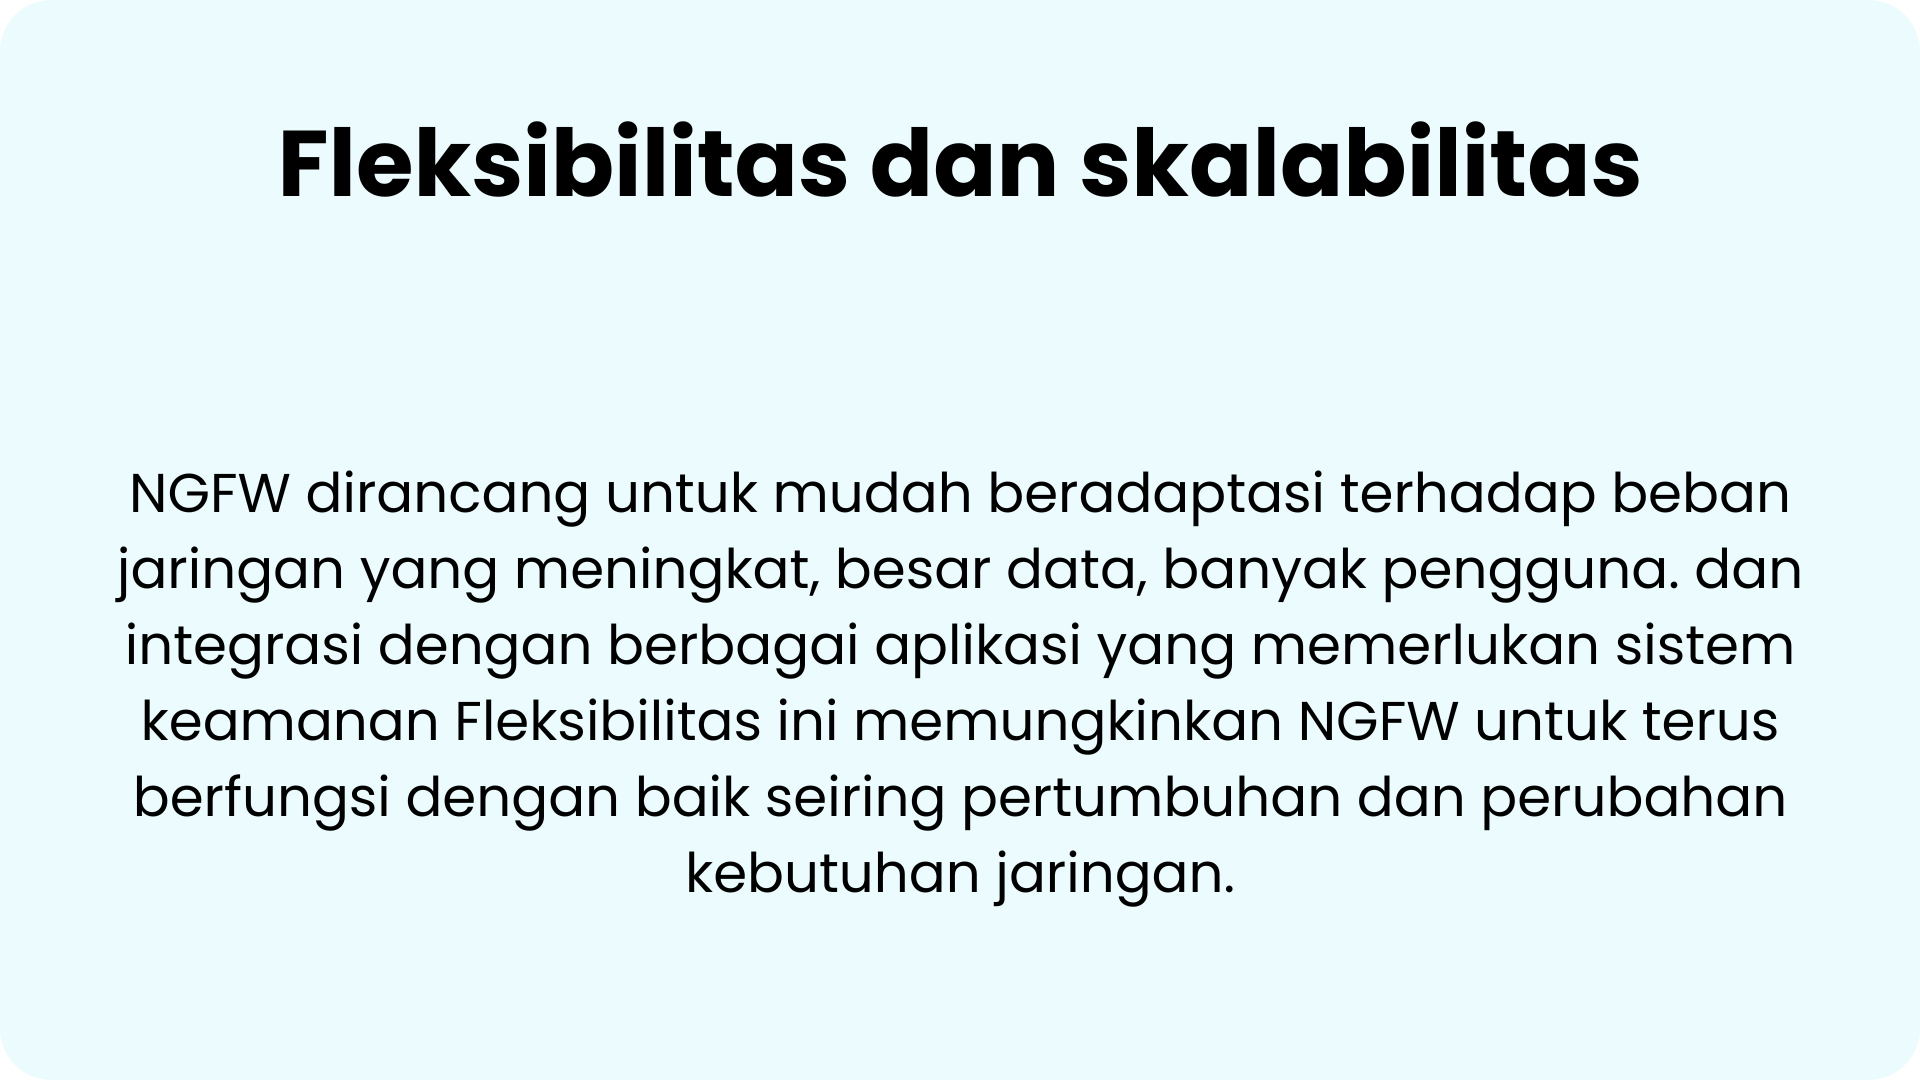 Fleksibilitas dan skalabilitas
NGFW dirancang untuk mudah beradaptasi terhadap beban
jaringan yang meningkat, besar data, banyak pengguna. dan
integrasi dengan berbagai aplikasi yang memerlukan sistem
keamanan Fleksibilitas ini memungkinkan NGFW untuk terus
berfungsi dengan baik seiring pertumbuhan dan perubahan
kebutuhan jaringan.